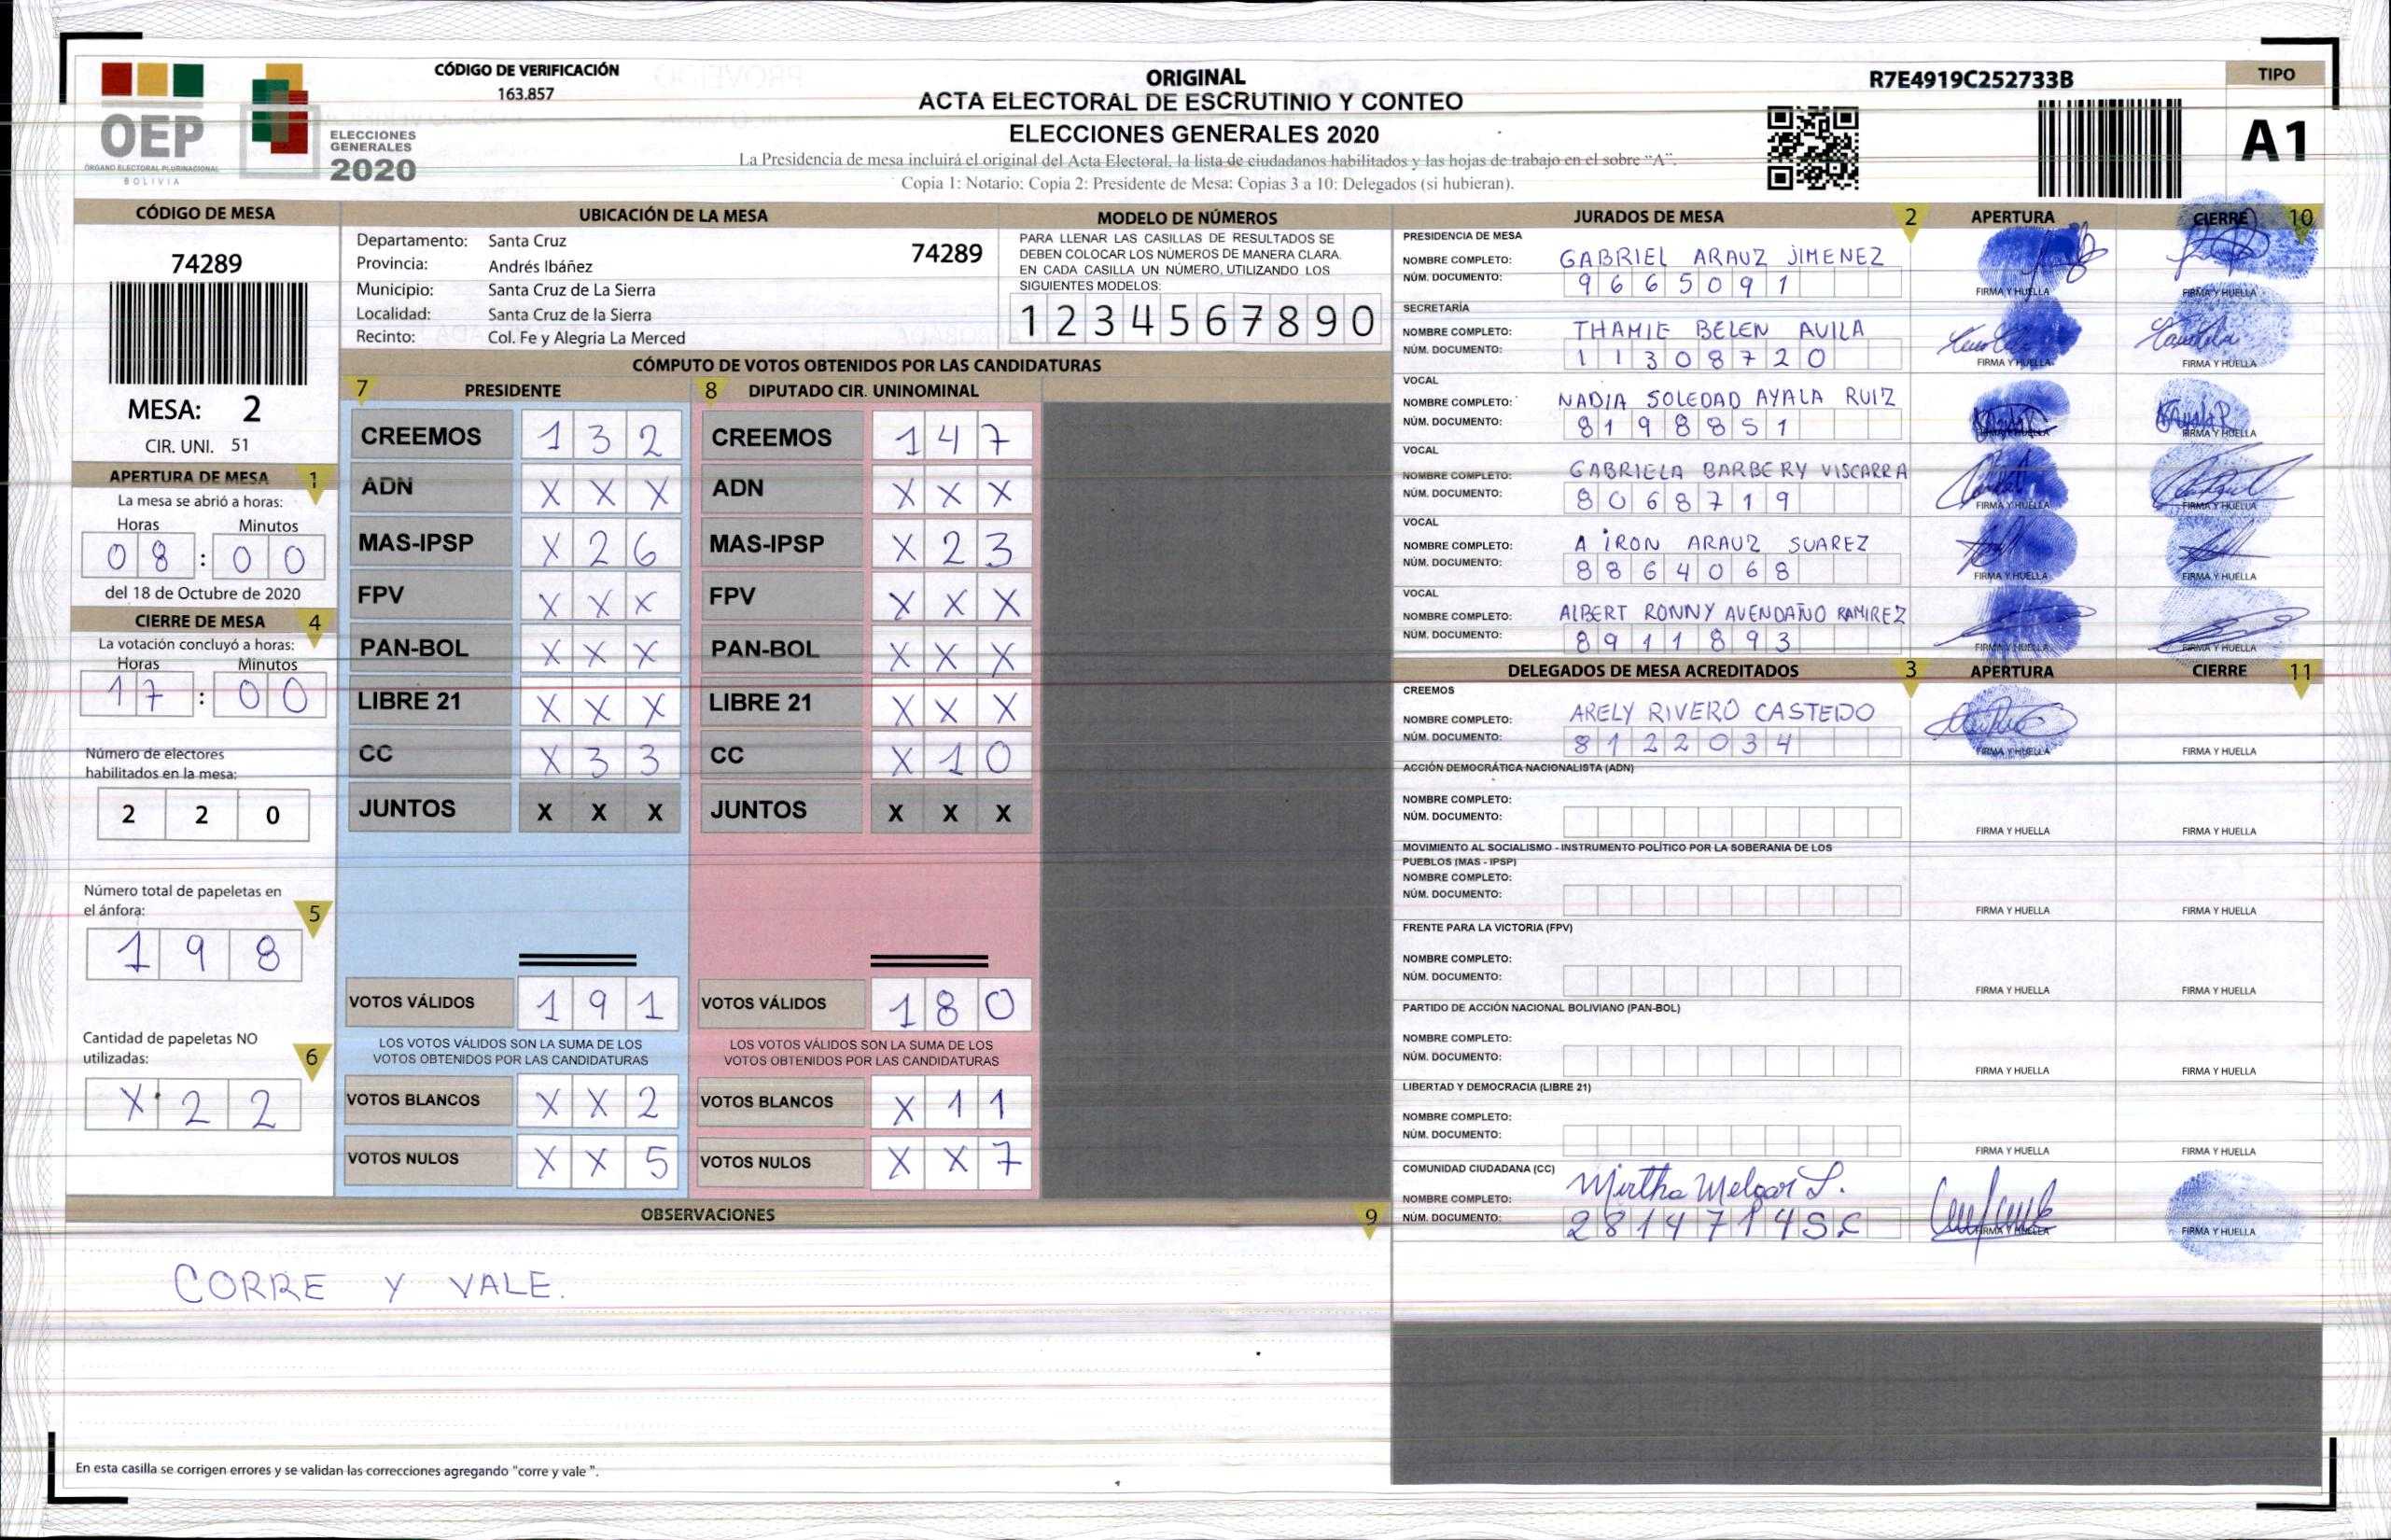 OEP
ÓRGANO ELECTORAL PLURINACIONAL
BOLIVIA
ELECCIONES
GENERALES
2020
CÓDIGO DE VERIFICACIÓN
163.857
ORIGINAL
ACTA ELECTORAL DE ESCRUTINIO Y CONTEO
ELECCIONES GENERALES 2020
La Presidencia de mesa incluirá el original del Acta Electoral, la lista de ciudadanos habilitados y las hojas de trabajo en el sobre "A".
Copia 1: Notario; Copia 2: Presidente de Mesa; Copias 3 a 10: Delegados (si hubieran).
R7E4919C252733B
TIPO
A1
CÓDIGO DE MESA
74289
MESA: 2
CIR. UNI. 51
APERTURA DE MESA 1
La mesa se abrió a horas:
Horas Minutos
08 : 00
del 18 de Octubre de 2020
CIERRE DE MESA 4
La votación concluyó a horas:
Horas Minutos
17 : 00
Número de electores
habilitados en la mesa:
2 2 0
Número total de papeletas en
el ánfora: 5
1 9 8
Cantidad de papeletas NO
utilizadas: 6
X 2 2
UBICACIÓN DE LA MESA
Departamento: Santa Cruz 74289
Provincia: Andrés Ibáñez
Municipio: Santa Cruz de La Sierra
Localidad: Santa Cruz de la Sierra
Recinto: Col. Fe y Alegria La Merced
MODELO DE NÚMEROS
PARA LLENAR LAS CASILLAS DE RESULTADOS SE
DEBEN COLOCAR LOS NÚMEROS DE MANERA CLARA.
EN CADA CASILLA UN NÚMERO, UTILIZANDO LOS
SIGUIENTES MODELOS:
1 2 3 4 5 6 7 8 9 0
CÓMPUTO DE VOTOS OBTENIDOS POR LAS CANDIDATURAS
7 PRESIDENTE
CREEMOS 1 3 2
ADN X X X
MAS-IPSP X 2 6
FPV X X X
PAN-BOL X X X
LIBRE 21 X X X
CC X 3 3
JUNTOS X X X
VOTOS VÁLIDOS 1 9 1
LOS VOTOS VÁLIDOS SON LA SUMA DE LOS
VOTOS OBTENIDOS POR LAS CANDIDATURAS
VOTOS BLANCOS X X 2
VOTOS NULOS X X 5
8 DIPUTADO CIR. UNINOMINAL
CREEMOS 1 4 7
ADN X X X
MAS-IPSP X 2 3
FPV X X X
PAN-BOL X X X
LIBRE 21 X X X
CC X 1 0
JUNTOS X X X
VOTOS VÁLIDOS 1 8 0
LOS VOTOS VÁLIDOS SON LA SUMA DE LOS
VOTOS OBTENIDOS POR LAS CANDIDATURAS
VOTOS BLANCOS X 1 1
VOTOS NULOS X X 7
OBSERVACIONES 9
CORRE Y VALE.
En esta casilla se corrigen errores y se validan las correcciones agregando "corre y vale ".
JURADOS DE MESA 2 APERTURA CIERRE 10
PRESIDENCIA DE MESA
NOMBRE COMPLETO: GABRIEL ARAUZ JIMENEZ
NÚM. DOCUMENTO: 9665091
FIRMA Y HUELLA FIRMA Y HUELLA
SECRETARÍA
NOMBRE COMPLETO: THAMIE BELEN AVILA
NÚM. DOCUMENTO: 11308720
FIRMA Y HUELLA FIRMA Y HUELLA
VOCAL
NOMBRE COMPLETO: NADIA SOLEDAD AYALA RUIZ
NÚM. DOCUMENTO: 8198851
FIRMA Y HUELLA FIRMA Y HUELLA
VOCAL
NOMBRE COMPLETO: GABRIELA BARBERY VISCARRA
NÚM. DOCUMENTO: 8068719
FIRMA Y HUELLA FIRMA Y HUELLA
VOCAL
NOMBRE COMPLETO: AIRON ARAUZ SUAREZ
NÚM. DOCUMENTO: 8864068
FIRMA Y HUELLA FIRMA Y HUELLA
VOCAL
NOMBRE COMPLETO: ALBERT RONNY AVENDAÑO RAMIREZ
NÚM. DOCUMENTO: 8911893
FIRMA Y HUELLA FIRMA Y HUELLA
DELEGADOS DE MESA ACREDITADOS 3 APERTURA CIERRE 11
CREEMOS
NOMBRE COMPLETO: ARELY RIVERO CASTEDO
NÚM. DOCUMENTO: 8122034
FIRMA Y HUELLA FIRMA Y HUELLA
ACCIÓN DEMOCRÁTICA NACIONALISTA (ADN)
NOMBRE COMPLETO:
NÚM. DOCUMENTO:
FIRMA Y HUELLA FIRMA Y HUELLA
MOVIMIENTO AL SOCIALISMO - INSTRUMENTO POLÍTICO POR LA SOBERANIA DE LOS
PUEBLOS (MAS - IPSP)
NOMBRE COMPLETO:
NÚM. DOCUMENTO:
FIRMA Y HUELLA FIRMA Y HUELLA
FRENTE PARA LA VICTORIA (FPV)
NOMBRE COMPLETO:
NÚM. DOCUMENTO:
FIRMA Y HUELLA FIRMA Y HUELLA
PARTIDO DE ACCIÓN NACIONAL BOLIVIANO (PAN-BOL)
NOMBRE COMPLETO:
NÚM. DOCUMENTO:
FIRMA Y HUELLA FIRMA Y HUELLA
LIBERTAD Y DEMOCRACIA (LIBRE 21)
NOMBRE COMPLETO:
NÚM. DOCUMENTO:
FIRMA Y HUELLA FIRMA Y HUELLA
COMUNIDAD CIUDADANA (CC)
NOMBRE COMPLETO: Mirtha Melgar S.
NÚM. DOCUMENTO: 2814714SC
FIRMA Y HUELLA FIRMA Y HUELLA